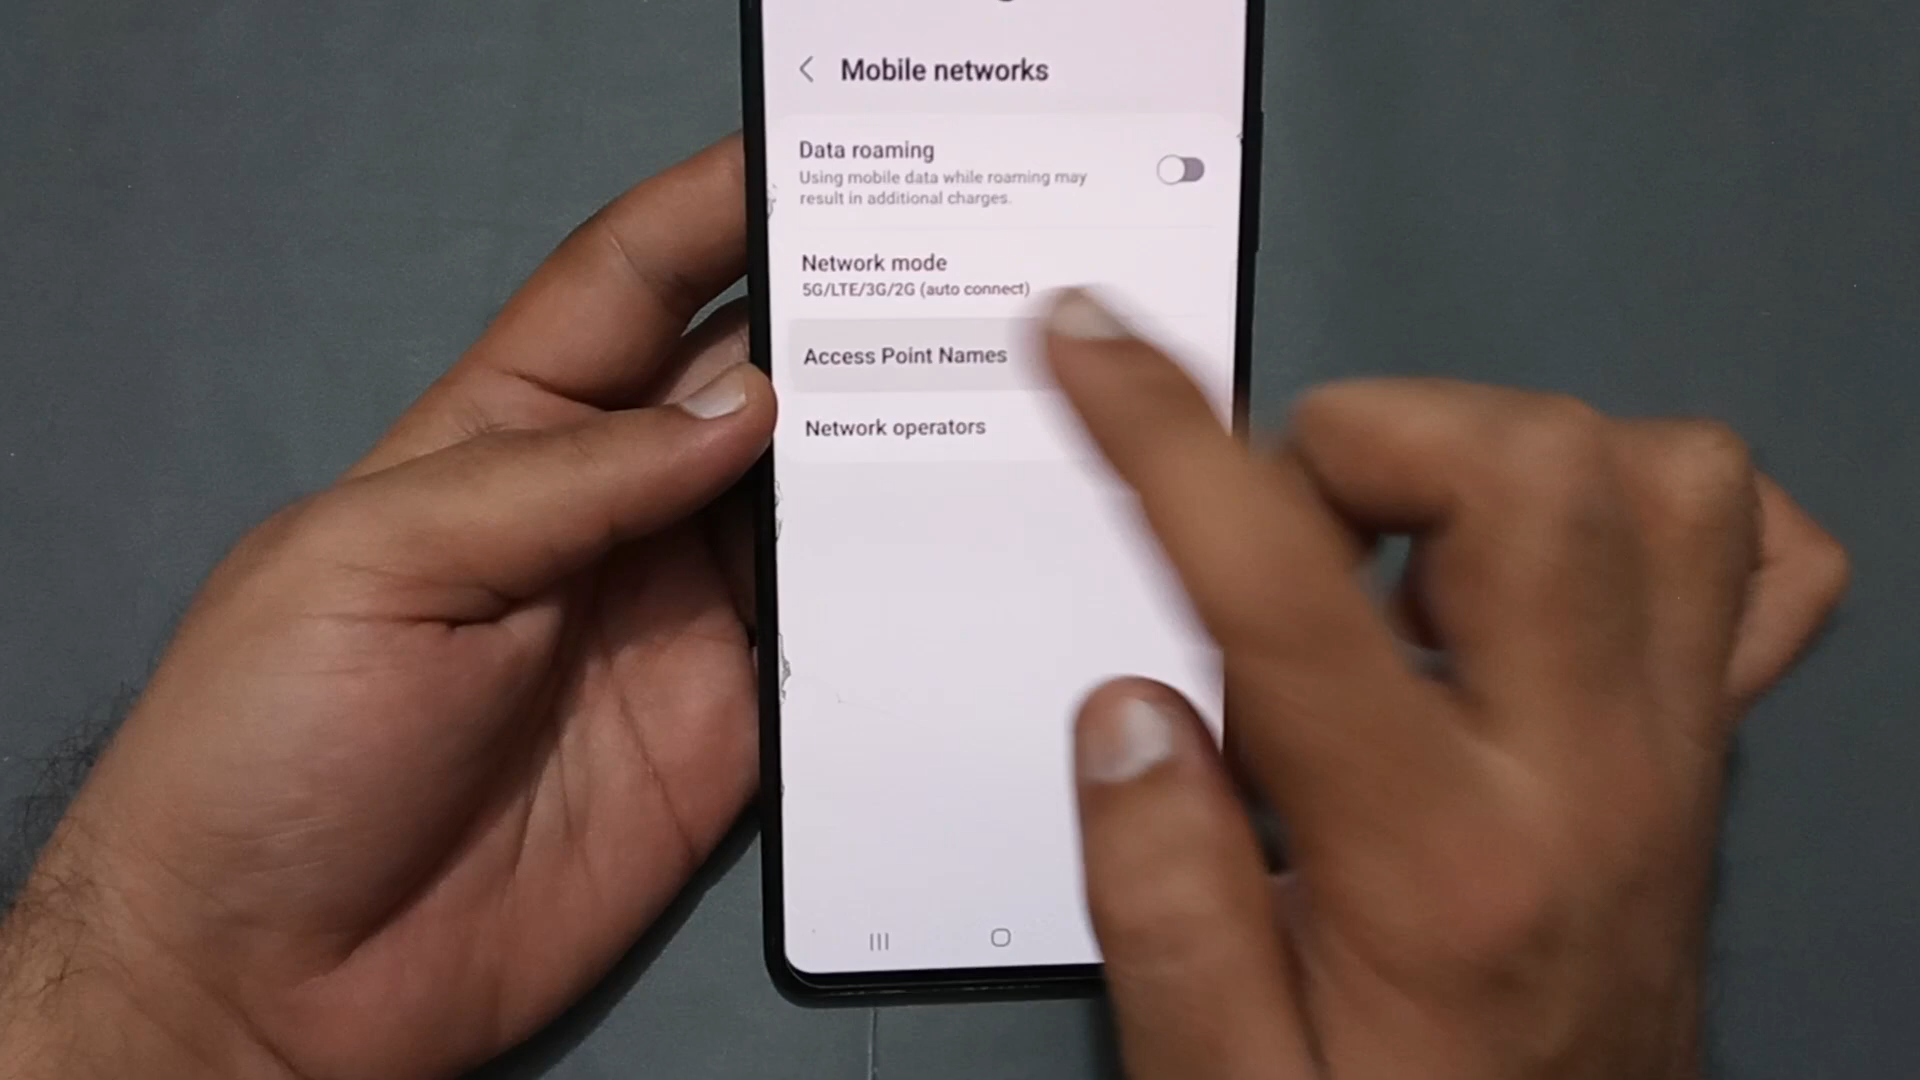 Mobile networks
Data roaming
Using mobile data while roaming may
result in additional charges.
Network mode
5G/LTE/3G/2G (auto connect)
Access Point Names
Network operators